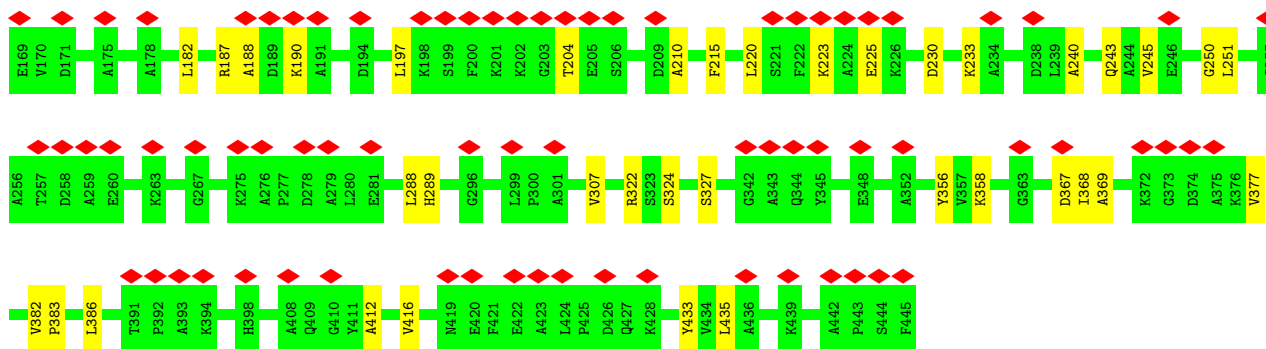 E169 V170 D171 A175 A178 L182 R187 A188 D189 K190 A191 D194 L197 K198 S199 F200 K201 K202 G203 T204 E205 S206 D209 A210 F215 L220 S221 F222 K223 A224 E225 K226 D230 K233 A234 D238 L239 A240 Q243 A244 V245 E246 G250 L251
A256 T257 D258 A259 E260 K263 G267 K275 A276 P277 D278 A279 L280 E281 L288 H289 G296 L299 P300 A301 V307 R322 S323 S324 S327 G342 A343 Q344 Y345 E348 A352 Y356 V357 K358 G363 D367 I368 A369 K372 G373 D374 A375 K376 V377
V382 P383 L386 T391 P392 A393 K394 H398 A408 Q409 G410 Y411 A412 V416 N419 E420 F421 E422 A423 L424 P425 D426 Q427 K428 Y433 V434 L435 A436 K439 A442 P443 S444 F445